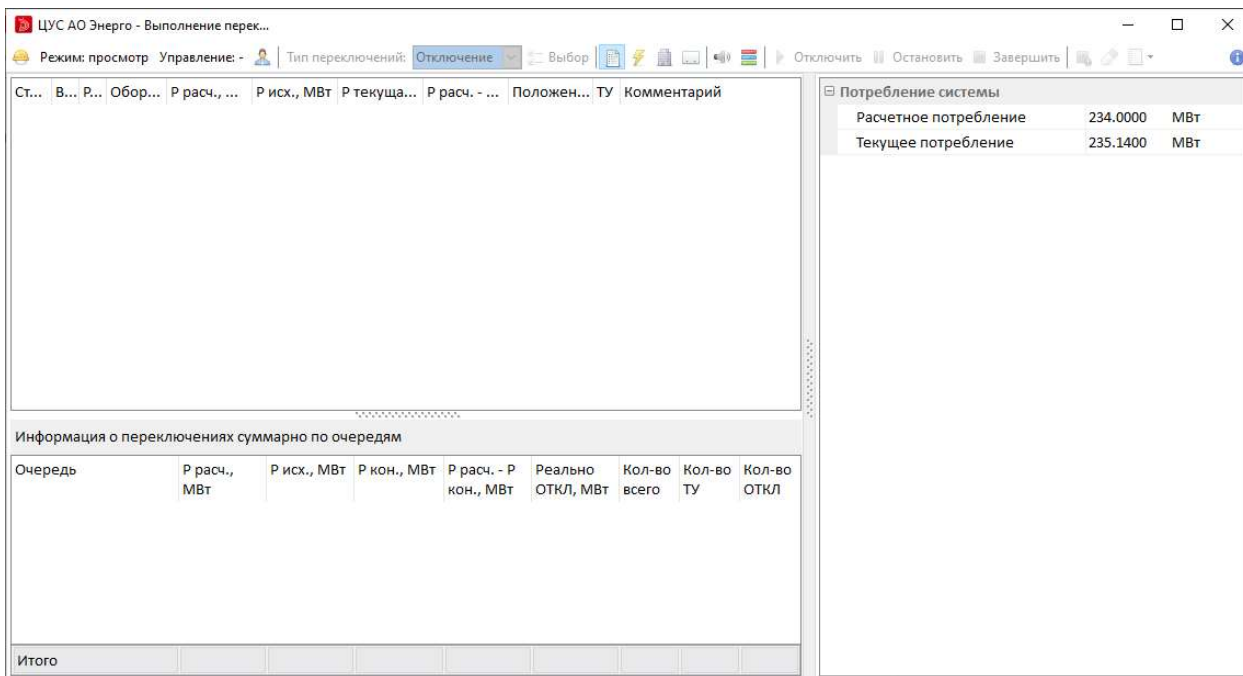 ЦУС АО Энерго - Выполнение перек...
Режим: просмотр Управление: - Тип переключений: Отключение Выбор Отключить Остановить Завершить
Ст... В... Р... Обор... Р расч., ... Р исх., МВт Р текуща... Р расч. - ... Положен... ТУ Комментарий
Потребление системы
Расчетное потребление 234.0000 МВт
Текущее потребление 235.1400 МВт
Информация о переключениях суммарно по очередям
Очередь Р расч., Р исх., МВт Р кон., МВт Р расч. - Р Реально Кол-во Кол-во Кол-во
МВт кон., МВт ОТКЛ, МВт всего ТУ ОТКЛ
Итого